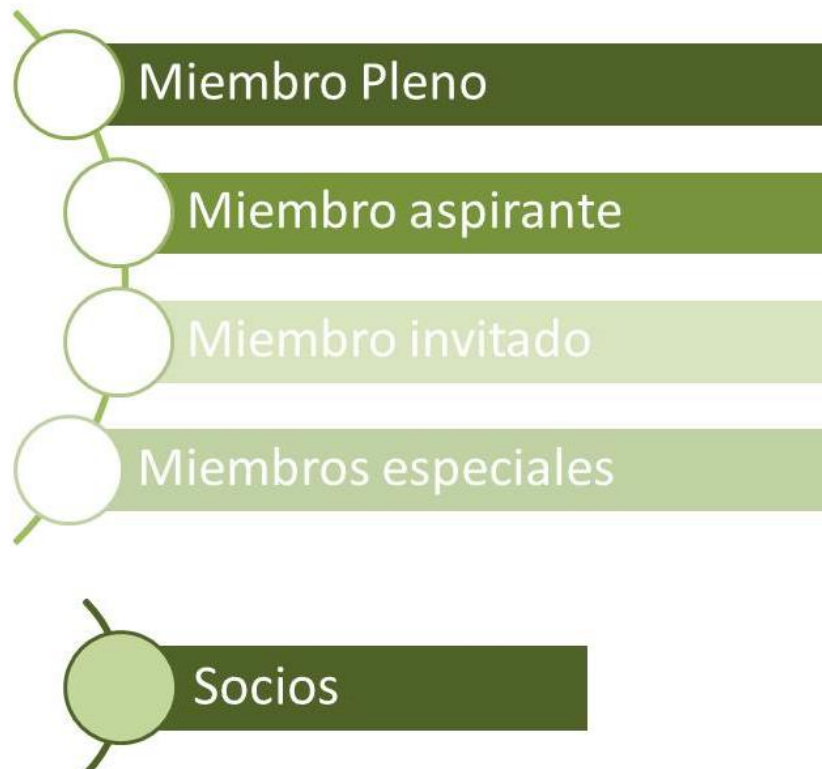 Miembro Pleno
Miembro aspirante
Miembro invitado
Miembros especiales
Socios